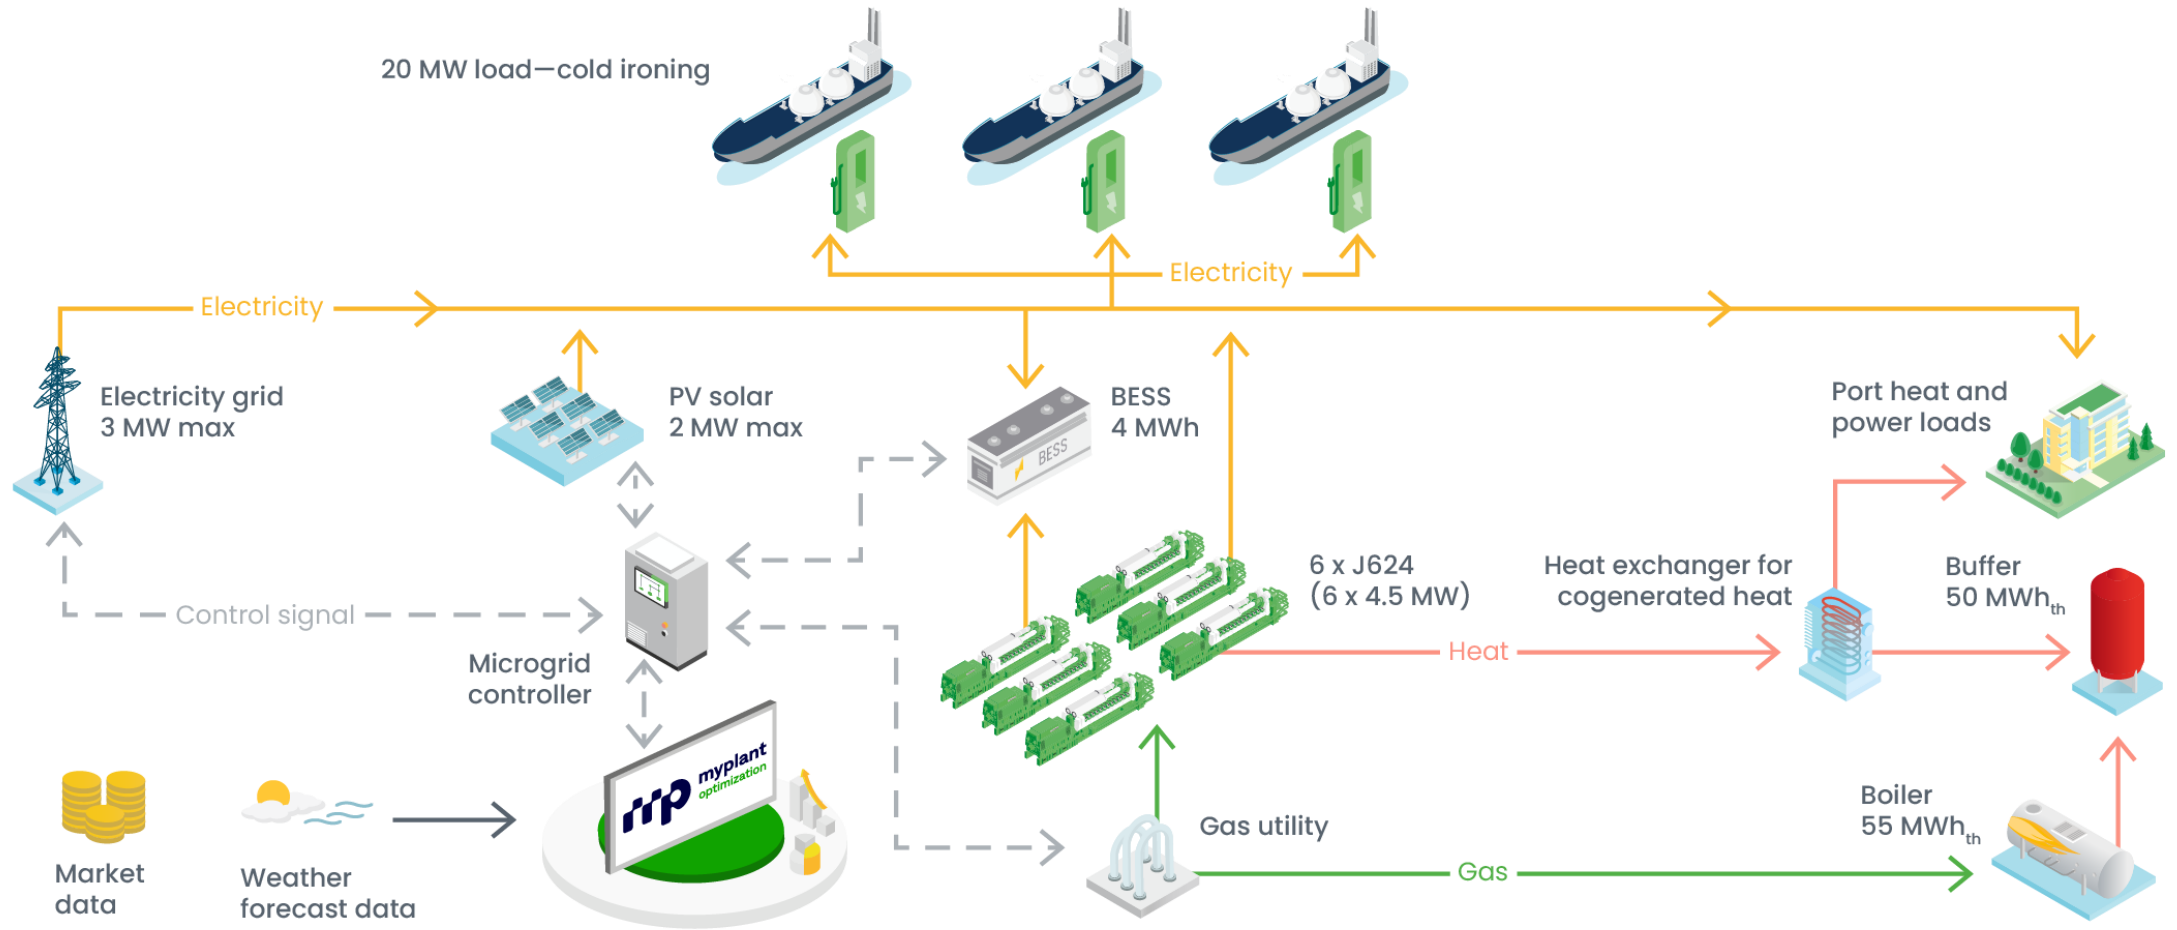 20 MW load—cold ironing
Electricity
Electricity
Electricity grid
3 MW max
PV solar
2 MW max
BESS
4 MWh
BESS
Port heat and
power loads
6 x J624
(6 x 4.5 MW)
Heat exchanger for
cogenerated heat
Buffer
50 MWhth
Control signal
Heat
Microgrid
controller
myplant
optimization
Gas utility
Boiler
55 MWhth
Gas
Market
data
Weather
forecast data